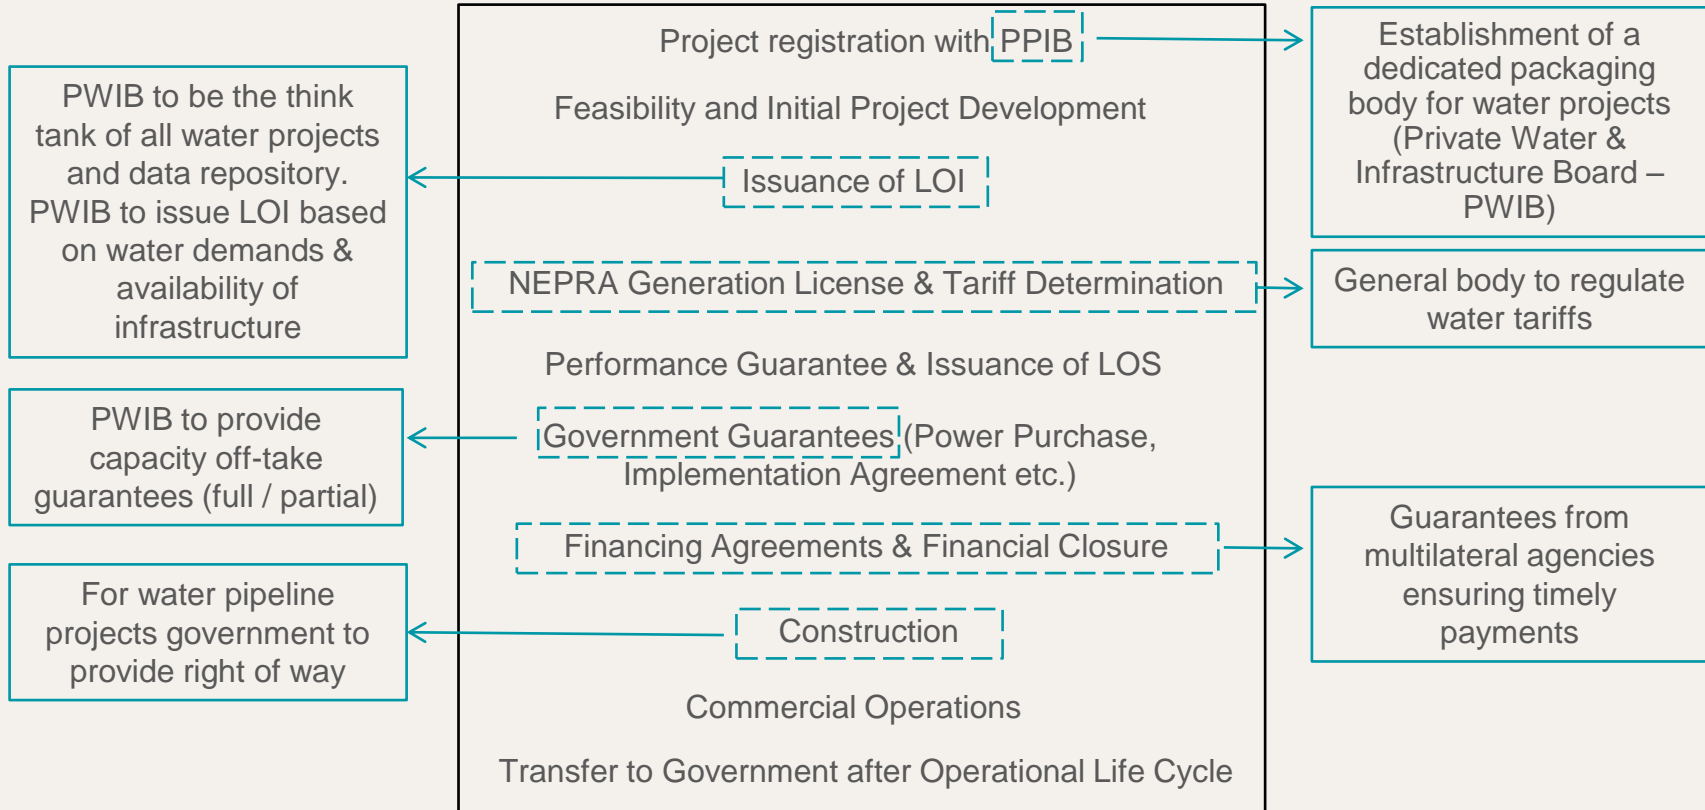 Project registration with PPIB
Feasibility and Initial Project Development
Issuance of LOI
NEPRA Generation License & Tariff Determination
Performance Guarantee & Issuance of LOS
Government Guarantees (Power Purchase,
Implementation Agreement etc.)
Financing Agreements & Financial Closure
Construction
Commercial Operations
Transfer to Government after Operational Life Cycle
PWIB to be the think
tank of all water projects
and data repository.
PWIB to issue LOI based
on water demands &
availability of
infrastructure
PWIB to provide
capacity off-take
guarantees (full / partial)
For water pipeline
projects government to
provide right of way
Establishment of a
dedicated packaging
body for water projects
(Private Water &
Infrastructure Board –
PWIB)
General body to regulate
water tariffs
Guarantees from
multilateral agencies
ensuring timely
payments